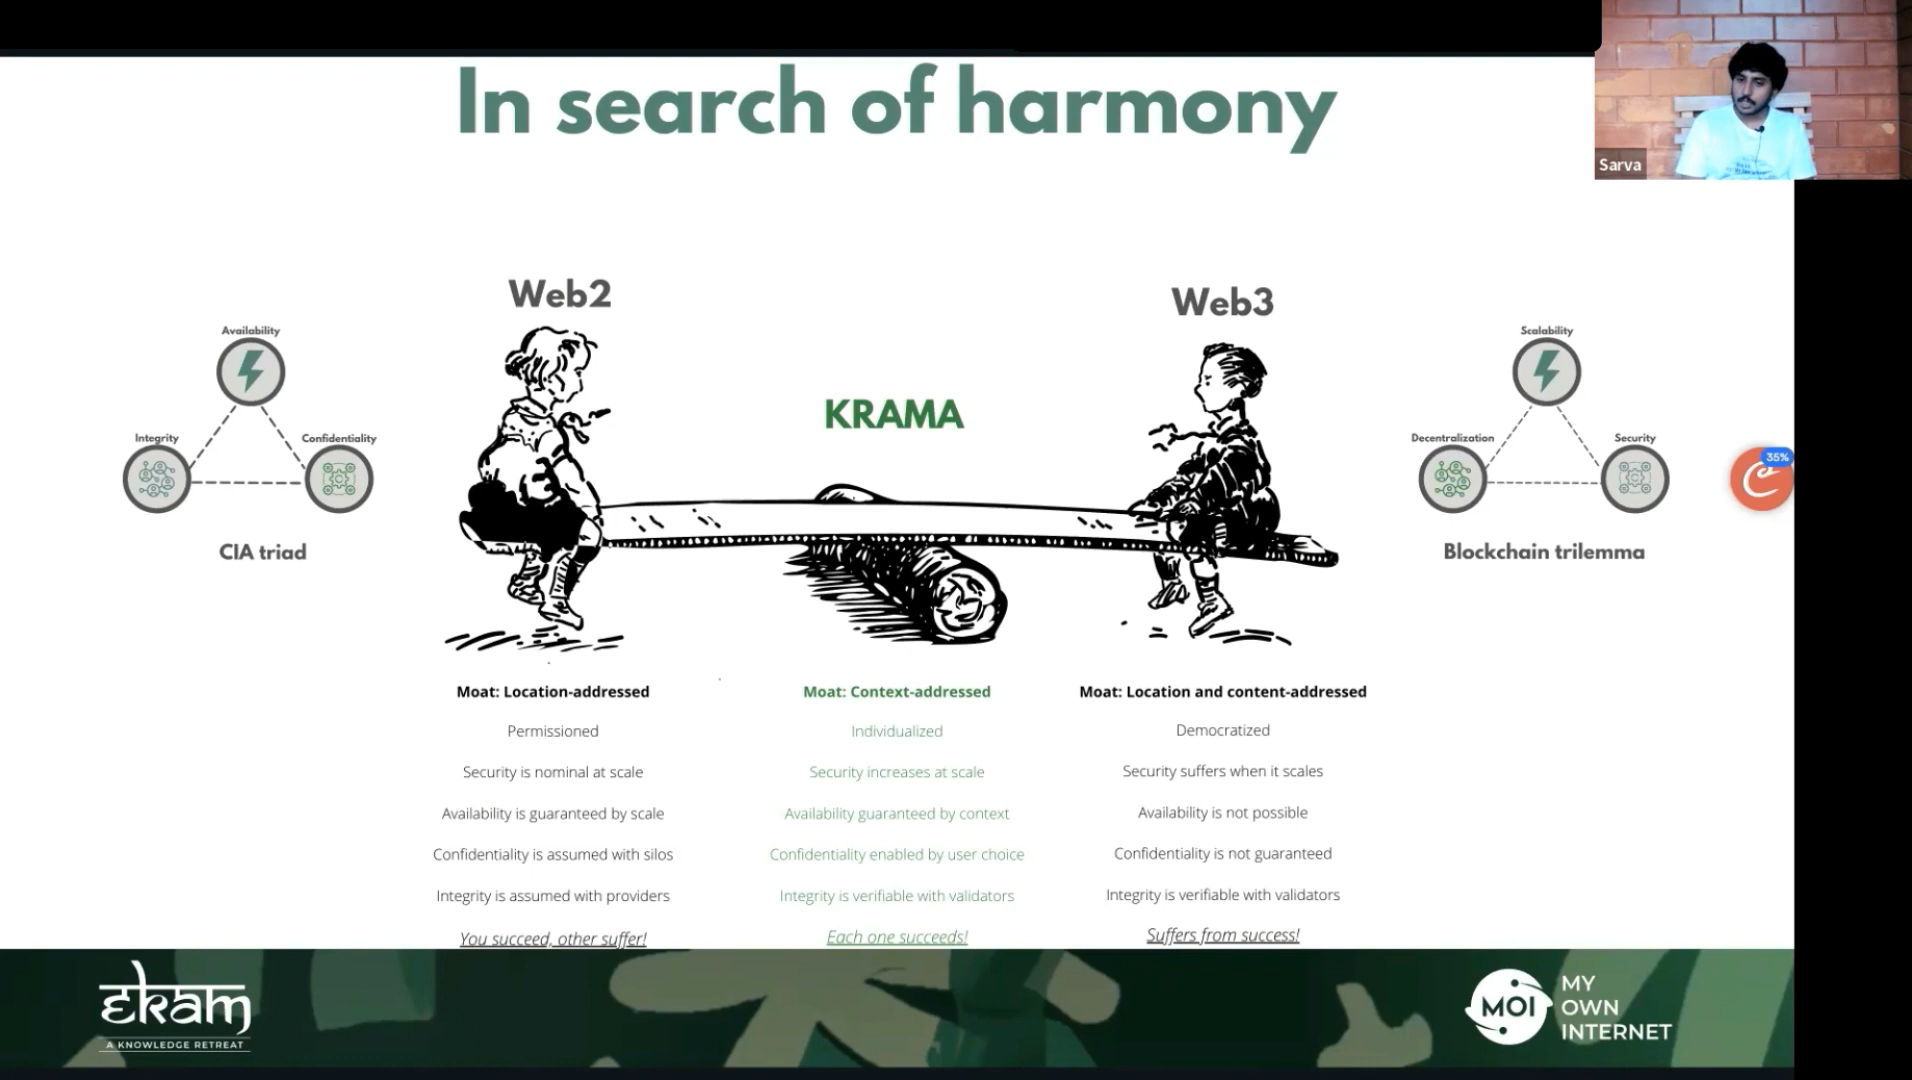 In search of harmony
Sarva
Web2
Web3
Availability
Integrity
Confidentiality
CIA triad
KRAMA
Scalability
Decentralization
Security
Blockchain trilemma
35%
Moat: Location-addressed
Permissioned
Security is nominal at scale
Availability is guaranteed by scale
Confidentiality is assumed with silos
Integrity is assumed with providers
You succeed, other suffer!
Moat: Context-addressed
Individualized
Security increases at scale
Availability guaranteed by context
Confidentiality enabled by user choice
Integrity is verifiable with validators
Each one succeeds!
Moat: Location and content-addressed
Democratized
Security suffers when it scales
Availability is not possible
Confidentiality is not guaranteed
Integrity is verifiable with validators
Suffers from success!
ekam
A KNOWLEDGE RETREAT
MOI
MY
OWN
INTERNET